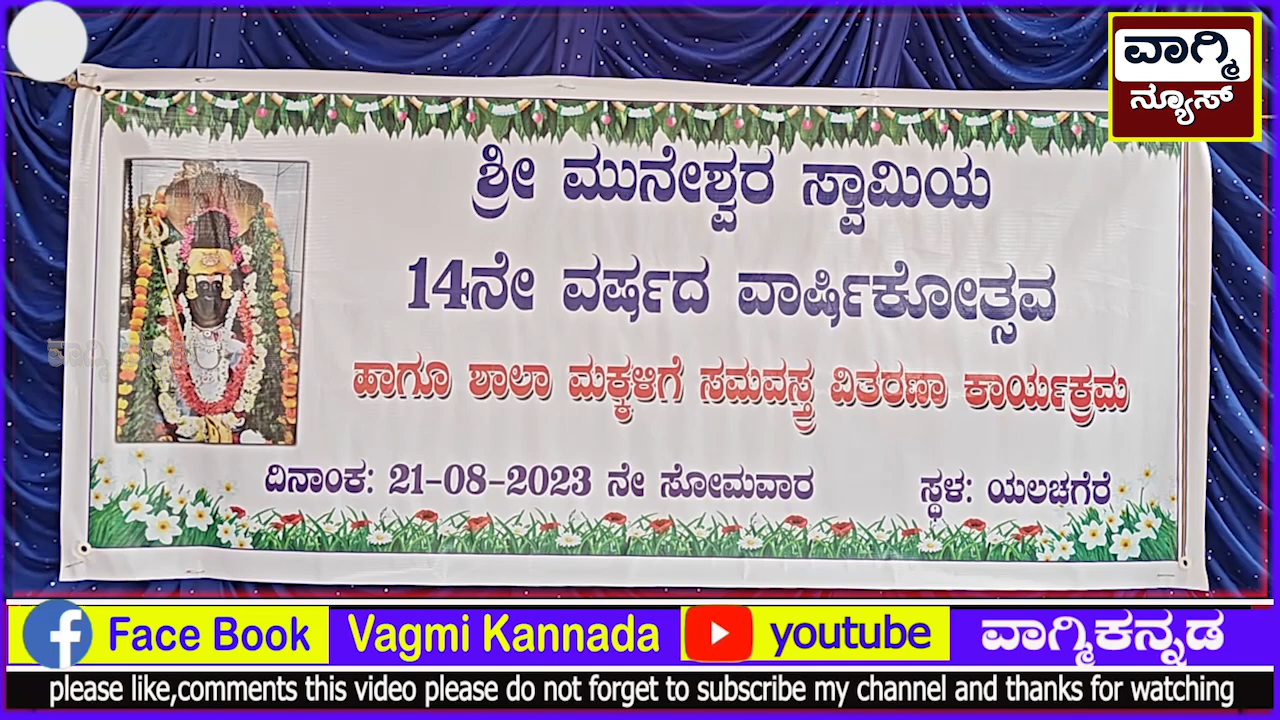 ವಾಗ್ಮಿ
ನ್ಯೂಸ್
ಶ್ರೀ ಮುನೇಶ್ವರ ಸ್ವಾಮಿಯ
14ನೇ ವರ್ಷದ ವಾರ್ಷಿಕೋತ್ಸವ
ಹಾಗೂ ಶಾಲಾ ಮಕ್ಕಳಿಗೆ ಸಮವಸ್ತ್ರ ವಿತರಣಾ ಕಾರ್ಯಕ್ರಮ
ದಿನಾಂಕ: 21-08-2023 ನೇ ಸೋಮವಾರ ಸ್ಥಳ: ಯಲಚಗೆರೆ
Face Book Vagmi Kannada youtube ವಾಗ್ಮಿಕನ್ನಡ
please like,comments this video please do not forget to subscribe my channel and thanks for watching